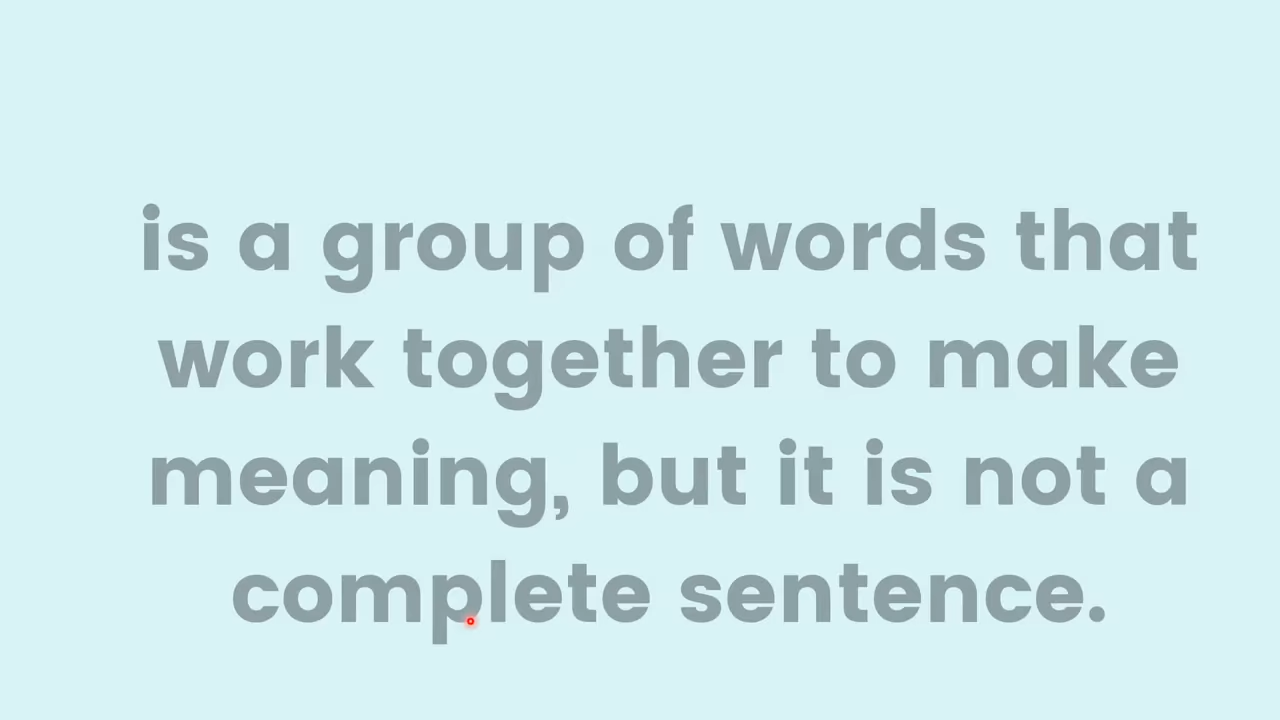 is a group of words that
work together to make
meaning, but it is not a
complete sentence.